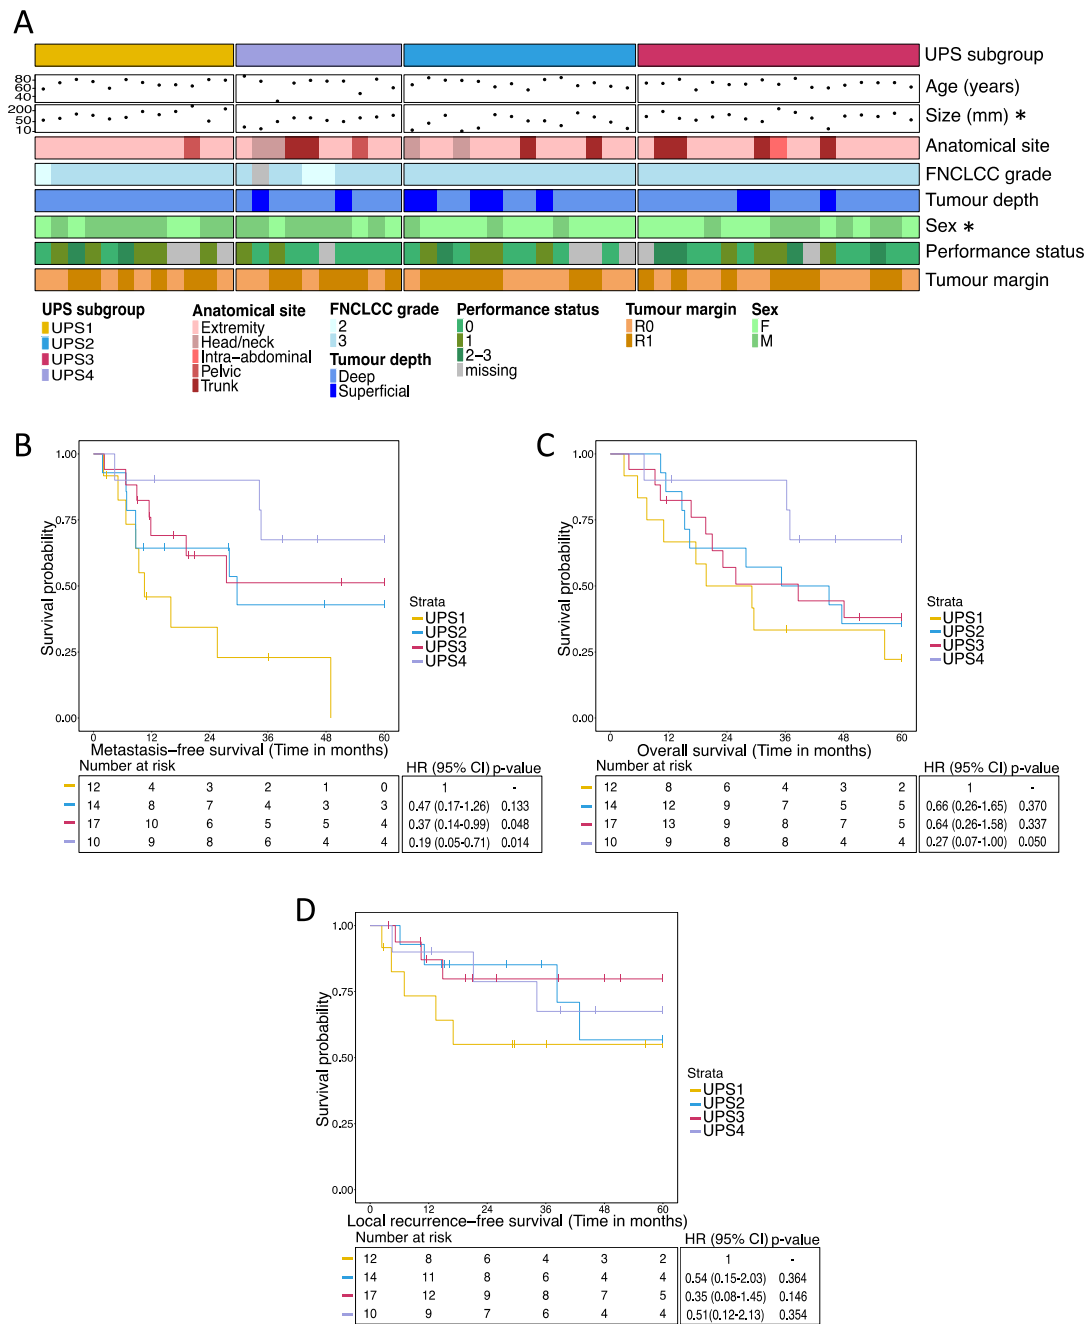 A
UPS subgroup
80
60
40
Age (years)
200
50
10
Size (mm) *
Anatomical site
FNCLCC grade
Tumour depth
Sex *
Performance status
Tumour margin
UPS subgroup
UPS1
UPS2
UPS3
UPS4
Anatomical site
Extremity
Head/neck
Intra−abdominal
Pelvic
Trunk
FNCLCC grade
2
3
Tumour depth
Deep
Superficial
Performance status
0
1
2−3
missing
Tumour margin
R0
R1
Sex
F
M
B
Survival probability
1.00
0.75
0.50
0.25
0.00
0 12 24 36 48 60
Metastasis−free survival (Time in months)
Strata
UPS1
UPS2
UPS3
UPS4
Number at risk HR (95% CI) p-value
12 4 3 2 1 0 1 -
14 8 7 4 3 3 0.47 (0.17-1.26) 0.133
17 10 6 5 5 4 0.37 (0.14-0.99) 0.048
10 9 8 6 4 4 0.19 (0.05-0.71) 0.014
C
Survival probability
1.00
0.75
0.50
0.25
0.00
0 12 24 36 48 60
Overall survival (Time in months)
Strata
UPS1
UPS2
UPS3
UPS4
Number at risk HR (95% CI) p-value
12 8 6 4 3 2 1 -
14 12 9 7 5 5 0.66 (0.26-1.65) 0.370
17 13 9 8 7 5 0.64 (0.26-1.58) 0.337
10 9 8 8 4 4 0.27 (0.07-1.00) 0.050
D
Survival probability
1.00
0.75
0.50
0.25
0.00
0 12 24 36 48 60
Local recurrence−free survival (Time in months)
Strata
UPS1
UPS2
UPS3
UPS4
Number at risk HR (95% CI) p-value
12 8 6 4 3 2 1 -
14 11 8 6 4 4 0.54 (0.15-2.03) 0.364
17 12 9 8 7 5 0.35 (0.08-1.45) 0.146
10 9 7 6 4 4 0.51(0.12-2.13) 0.354